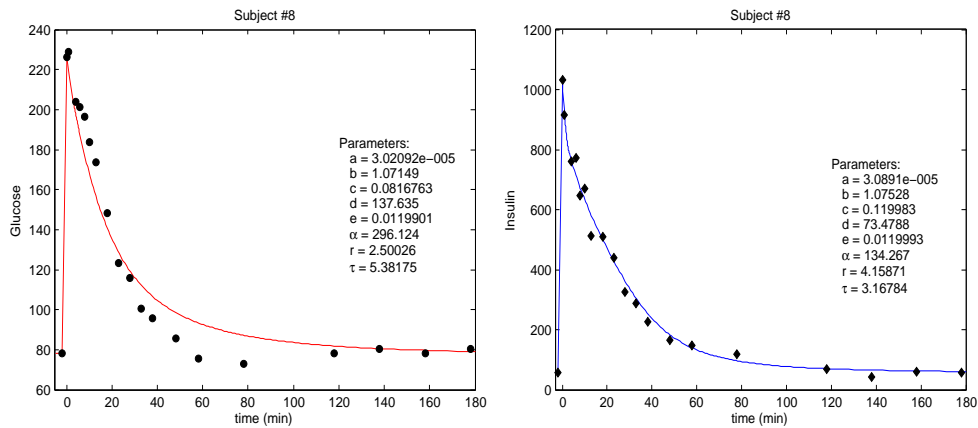 Subject #8
240
220
200
180
160
140
120
100
80
60
Glucose
0 20 40 60 80 100 120 140 160 180
time (min)
Parameters:
a = 3.02092e−005
b = 1.07149
c = 0.0816763
d = 137.635
e = 0.0119901
α = 296.124
r = 2.50026
τ = 5.38175
Subject #8
1200
1000
800
600
400
200
0
Insulin
0 20 40 60 80 100 120 140 160 180
time (min)
Parameters:
a = 3.0891e−005
b = 1.07528
c = 0.119983
d = 73.4788
e = 0.0119993
α = 134.267
r = 4.15871
τ = 3.16784